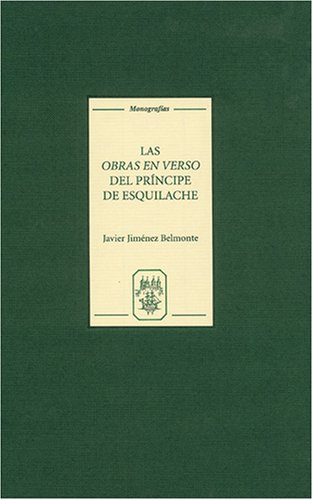 Monografías
LAS
OBRAS EN VERSO
DEL PRÍNCIPE
DE ESQUILACHE
Javier Jiménez Belmonte